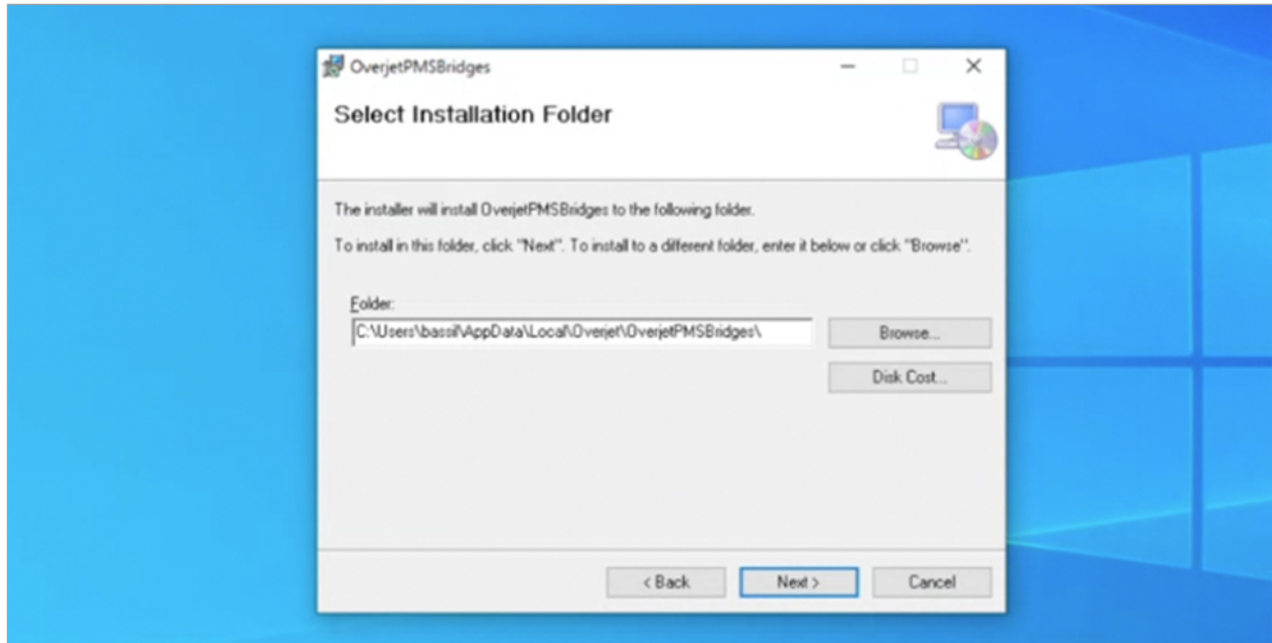 OverjetPMSBridges
Select Installation Folder
The installer will install OverjetPMSBridges to the following folder.
To install in this folder, click "Next". To install to a different folder, enter it below or click "Browse".
Folder:
C:\Users\bassil\AppData\Local\Overjet\OverjetPMSBridges\
Browse...
Disk Cost...
< Back
Next >
Cancel